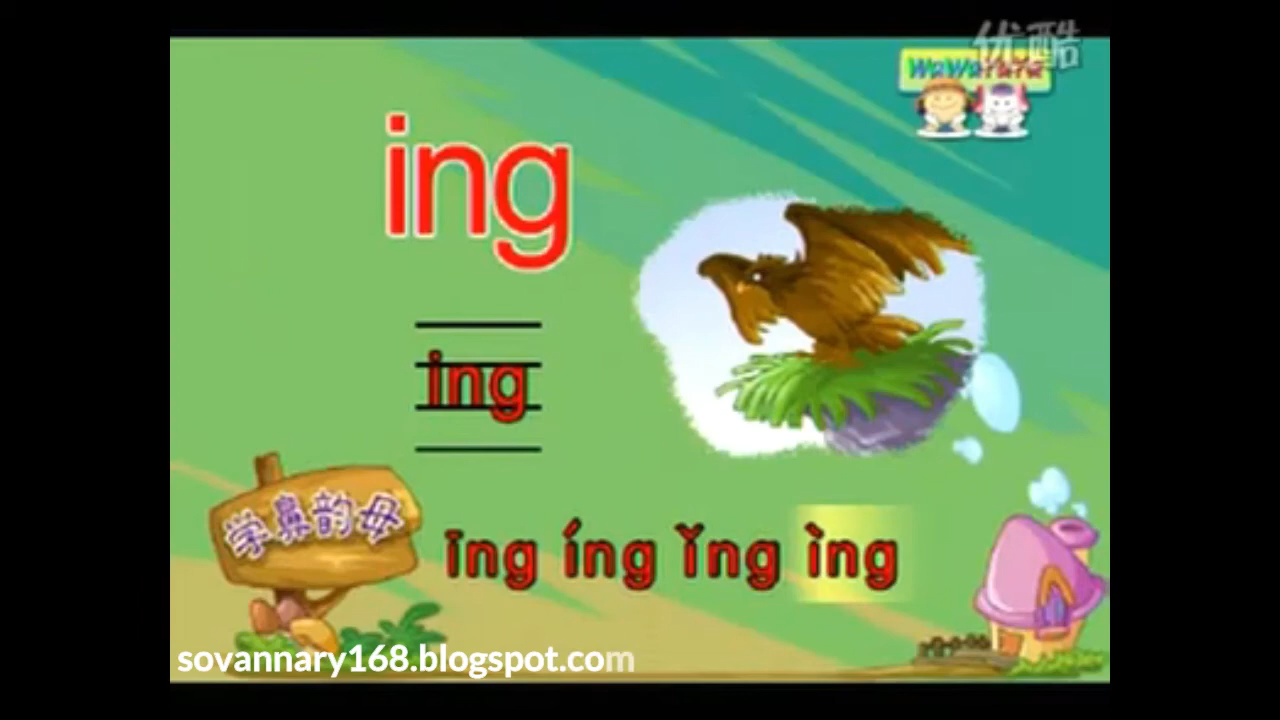 优酷
WaWaYaYa
ing
ing
学鼻韵母
īng íng ǐng ìng
sovannary168.blogspot.com